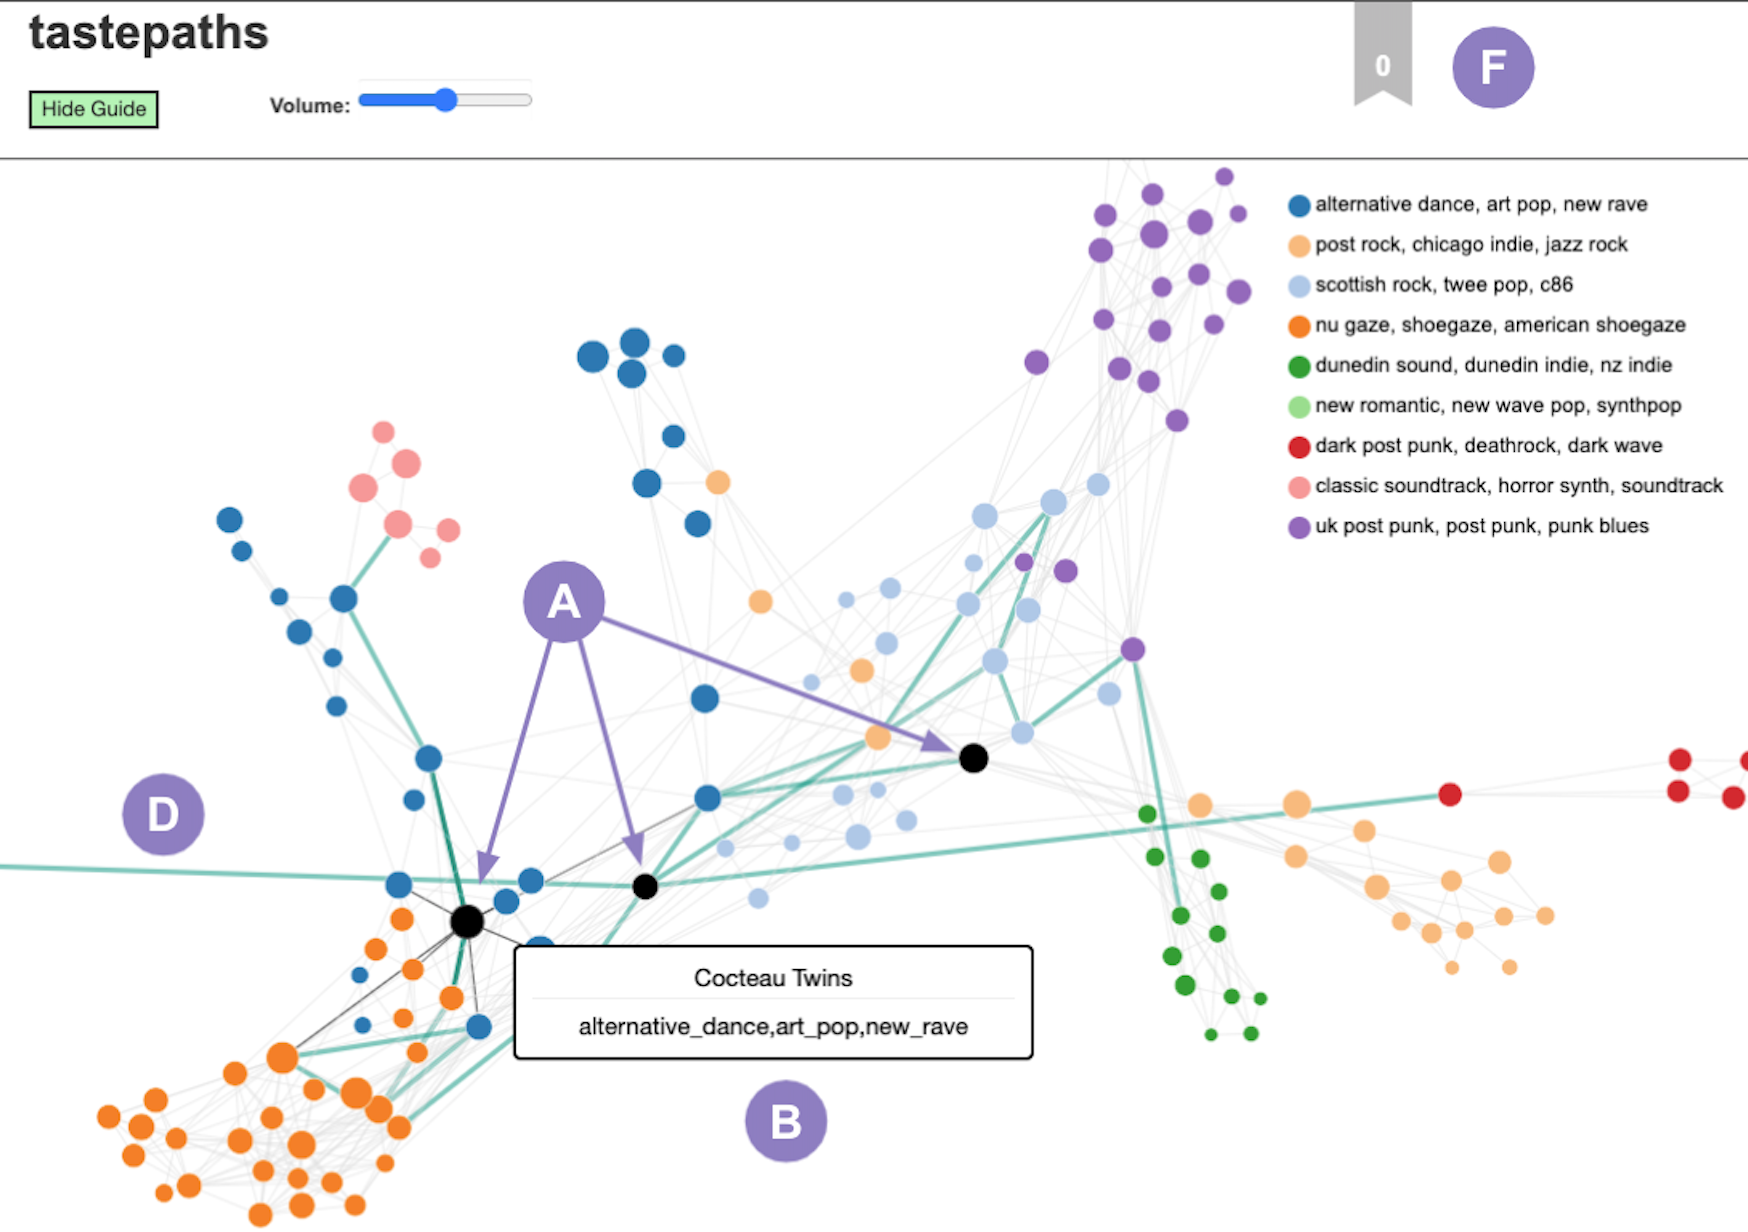 tastepaths
0
F
Hide Guide
Volume:
alternative dance, art pop, new rave
post rock, chicago indie, jazz rock
scottish rock, twee pop, c86
nu gaze, shoegaze, american shoegaze
dunedin sound, dunedin indie, nz indie
new romantic, new wave pop, synthpop
dark post punk, deathrock, dark wave
classic soundtrack, horror synth, soundtrack
uk post punk, post punk, punk blues
A
D
Cocteau Twins
alternative_dance,art_pop,new_rave
B